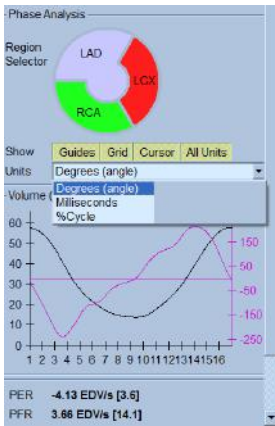 Phase Analysis
Region
Selector
LAD
LCX
RCA
Show Guides Grid Cursor All Units
Units Degrees (angle)
Degrees (angle)
Milliseconds
%Cycle
Volume (
60
50
40
30
20
10
0
150
50
-50
-150
-250
1 2 3 4 5 6 7 8 9 10 11 12 13 14 15 16
PER -4.13 EDV/s [3.6]
PFR 3.66 EDV/s [14.1]